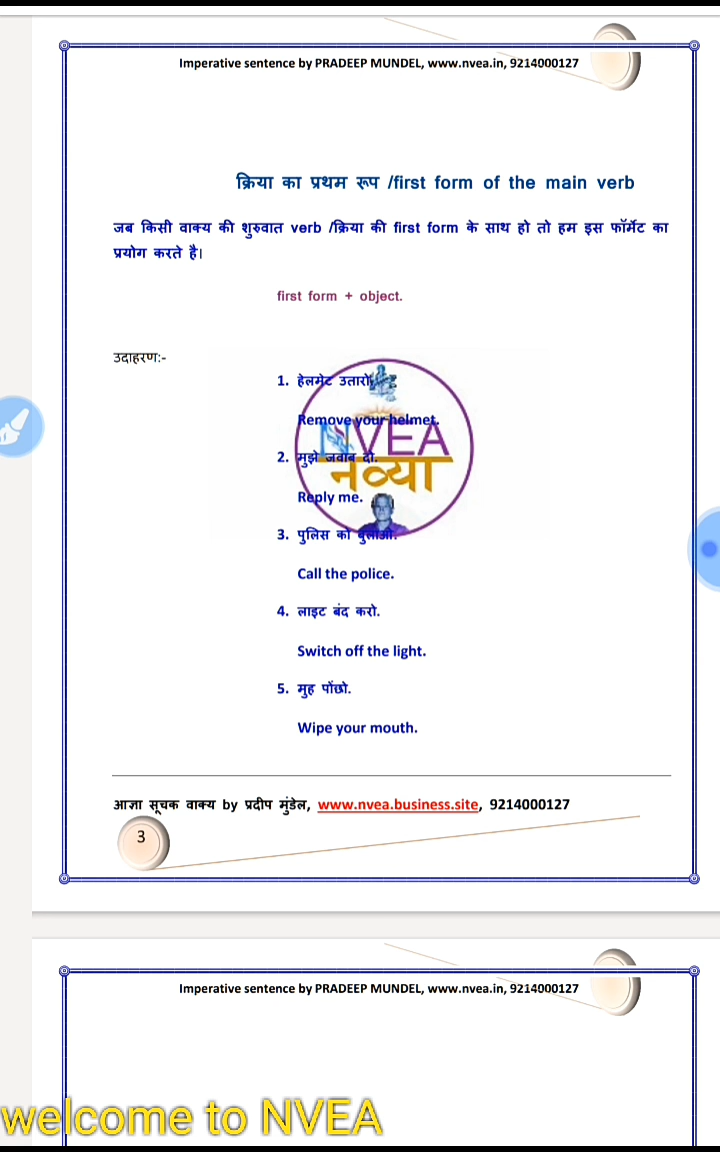 Imperative sentence by PRADEEP MUNDEL, www.nvea.in, 9214000127
क्रिया का प्रथम रूप /first form of the main verb
जब किसी वाक्य की शुरुवात verb /क्रिया की first form के साथ हो तो हम इस फॉर्मेट का
प्रयोग करते है।
first form + object.
उदाहरण:-
1. हेलमेट उतारो.
Remove your helmet.
NVEA
2. मुझे जवाब दो.
नव्या
Reply me.
3. पुलिस को बुलाओ.
Call the police.
4. लाइट बंद करो.
Switch off the light.
5. मुह पोंछो.
Wipe your mouth.
आज्ञा सूचक वाक्य by प्रदीप मुंडेल, www.nvea.business.site, 9214000127
3
Imperative sentence by PRADEEP MUNDEL, www.nvea.in, 9214000127
welcome to NVEA